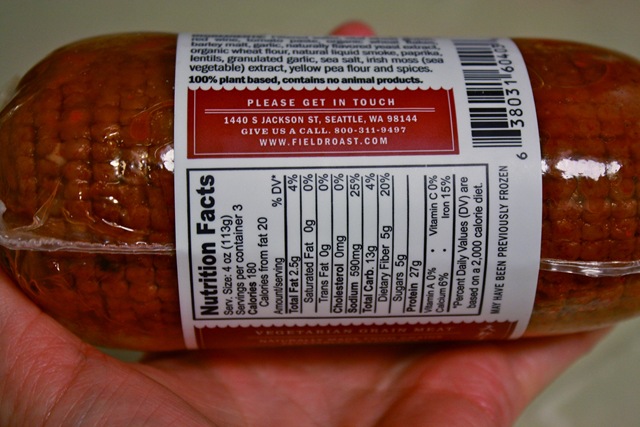 red wine,
barley malt, garlic, naturally flavored yeast extract,
organic wheat flour, natural liquid smoke, paprika,
lentils, granulated garlic, sea salt, irish moss (sea
vegetable) extract, yellow pea flour and spices.
100% plant based, contains no animal products.
PLEASE GET IN TOUCH
1440 S JACKSON ST, SEATTLE, WA 98144
GIVE US A CALL. 800-311-9497
WWW.FIELDROAST.COM
Nutrition Facts
Serv. Size: 4 oz (113g)
Servings per container 3
Calories 180
Calories from fat 20
Amount/serving % DV*
Total Fat 2.5g 4%
Saturated Fat 0g 0%
Trans Fat 0g 0%
Cholesterol 0mg 0%
Sodium 590mg 25%
Total Carb. 13g 4%
Dietary Fiber 5g 20%
Sugars 5g
Protein 27g
Vitamin A 0% • Vitamin C 0%
Calcium 6% • Iron 15%
*Percent Daily Values (DV) are
based on a 2,000 calorie diet.
MAY HAVE BEEN PREVIOUSLY FROZEN
VEGETARIAN GRAIN MEAT